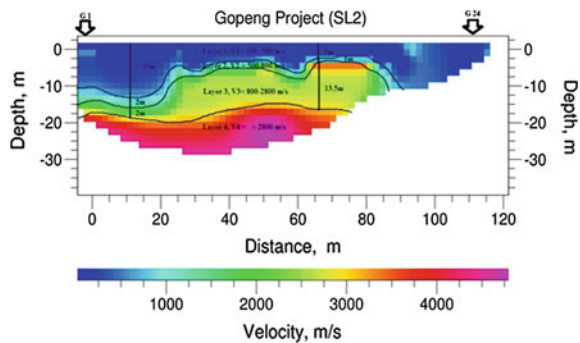 Gopeng Project (SL2)
G 1
G 24
0
-10
-20
-30
Depth, m
0
-10
-20
-30
Depth, m
Layer 3, V3= 800-2800 m/s
13.5m
2m
2m
Layer 4, V4 = > 2800 m/s
0 20 40 60 80 100 120
Distance, m
1000 2000 3000 4000
Velocity, m/s